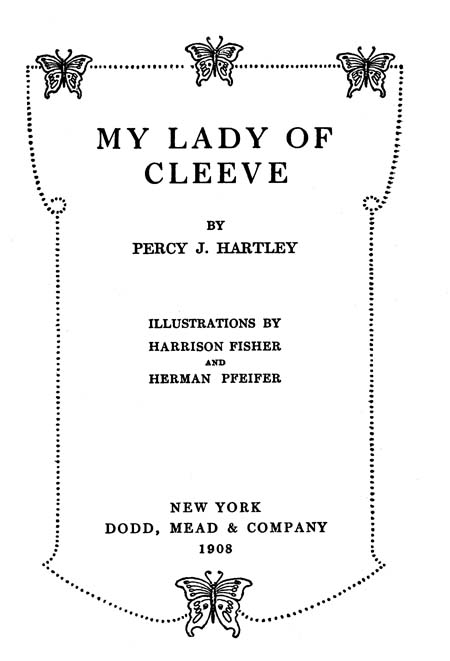 MY LADY OF
CLEEVE
BY
PERCY J. HARTLEY
ILLUSTRATIONS BY
HARRISON FISHER
AND
HERMAN PFEIFER
NEW YORK
DODD, MEAD & COMPANY
1908